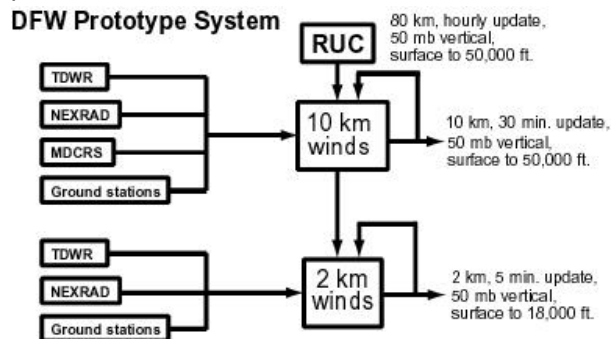 DFW Prototype System
RUC
80 km, hourly update,
50 mb vertical,
surface to 50,000 ft.
TDWR
NEXRAD
MDCRS
Ground stations
10 km
winds
10 km, 30 min. update,
50 mb vertical,
surface to 50,000 ft.
TDWR
NEXRAD
Ground stations
2 km
winds
2 km, 5 min. update,
50 mb vertical,
surface to 18,000 ft.